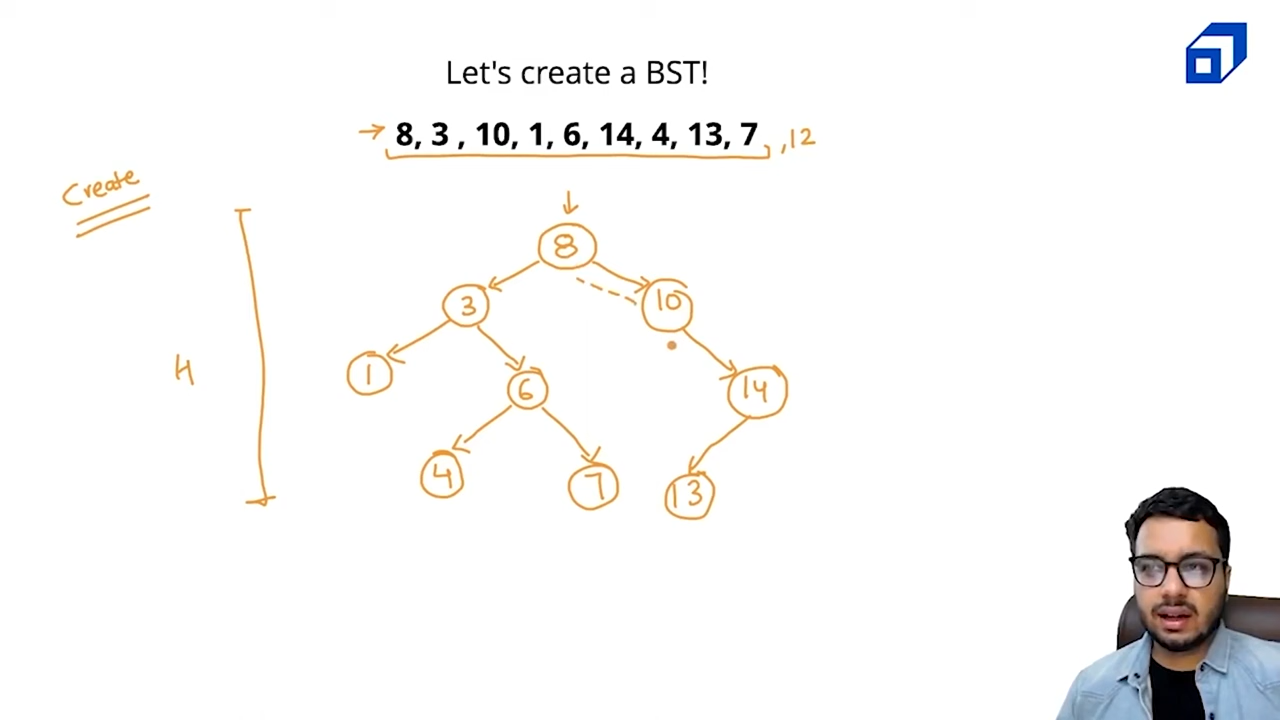 Let's create a BST!
→ 8, 3 , 10, 1, 6, 14, 4, 13, 7 , ,12
Create
8
3
10
H
1
6
14
4
7
13